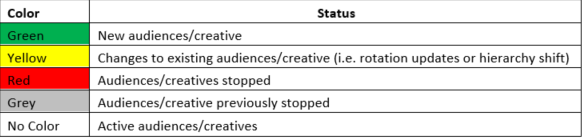 Color Status
Green New audiences/creative
Yellow Changes to existing audiences/creative (i.e. rotation updates or hierarchy shift)
Red Audiences/creatives stopped
Grey Audiences/creative previously stopped
No Color Active audiences/creatives